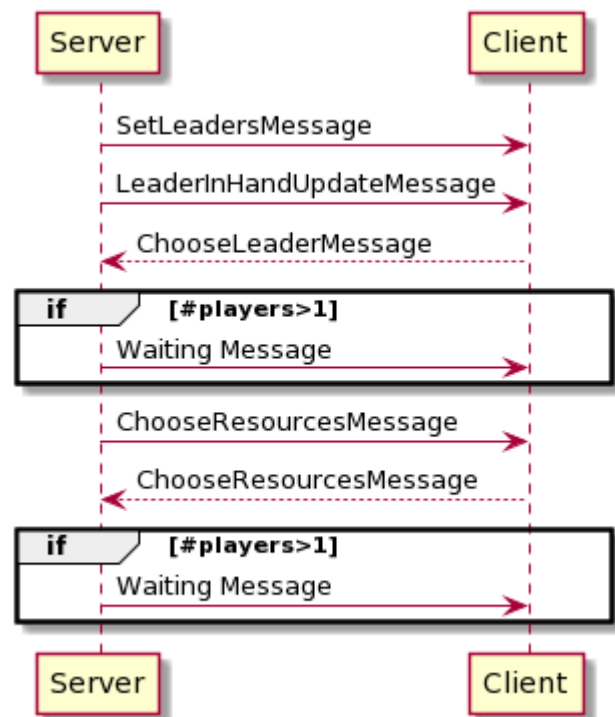 Server Client
SetLeadersMessage
LeaderInHandUpdateMessage
ChooseLeaderMessage
if [#players>1]
Waiting Message
ChooseResourcesMessage
ChooseResourcesMessage
if [#players>1]
Waiting Message
Server Client